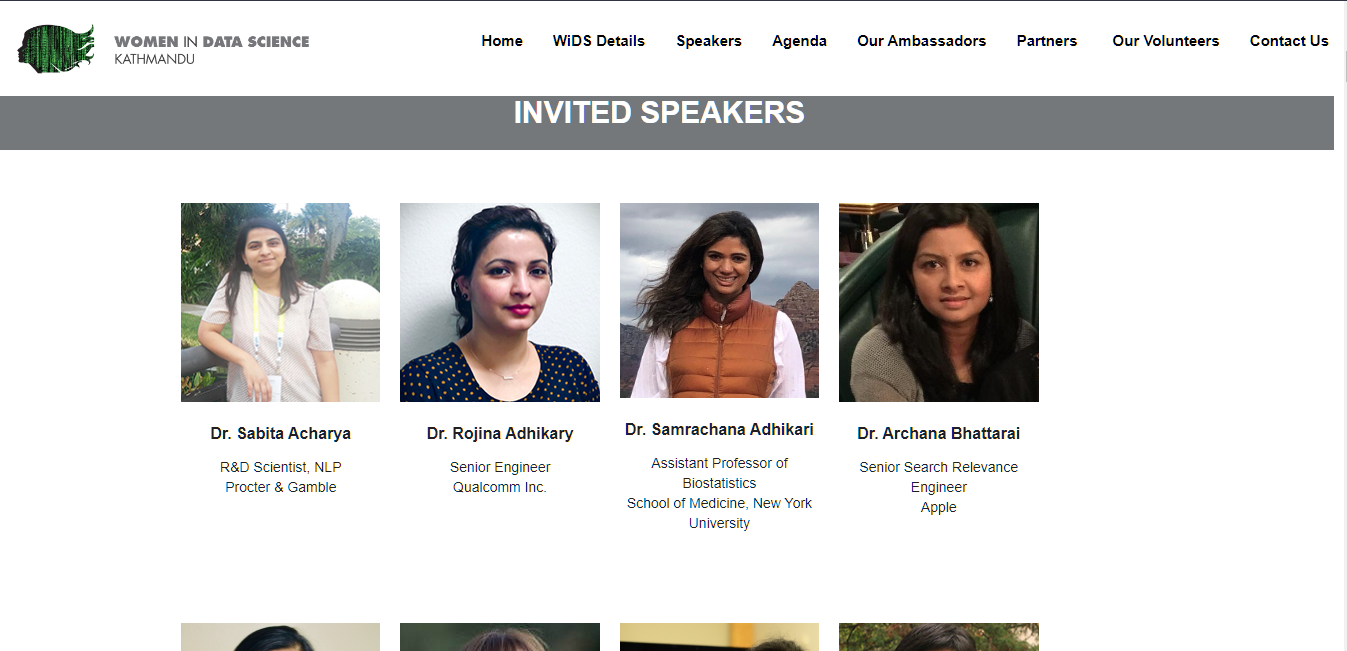 WOMEN IN DATA SCIENCE
KATHMANDU
Home WiDS Details Speakers Agenda Our Ambassadors Partners Our Volunteers Contact Us
INVITED SPEAKERS
Dr. Sabita Acharya
R&D Scientist, NLP
Procter & Gamble
Dr. Rojina Adhikary
Senior Engineer
Qualcomm Inc.
Dr. Samrachana Adhikari
Assistant Professor of
Biostatistics
School of Medicine, New York
University
Dr. Archana Bhattarai
Senior Search Relevance
Engineer
Apple